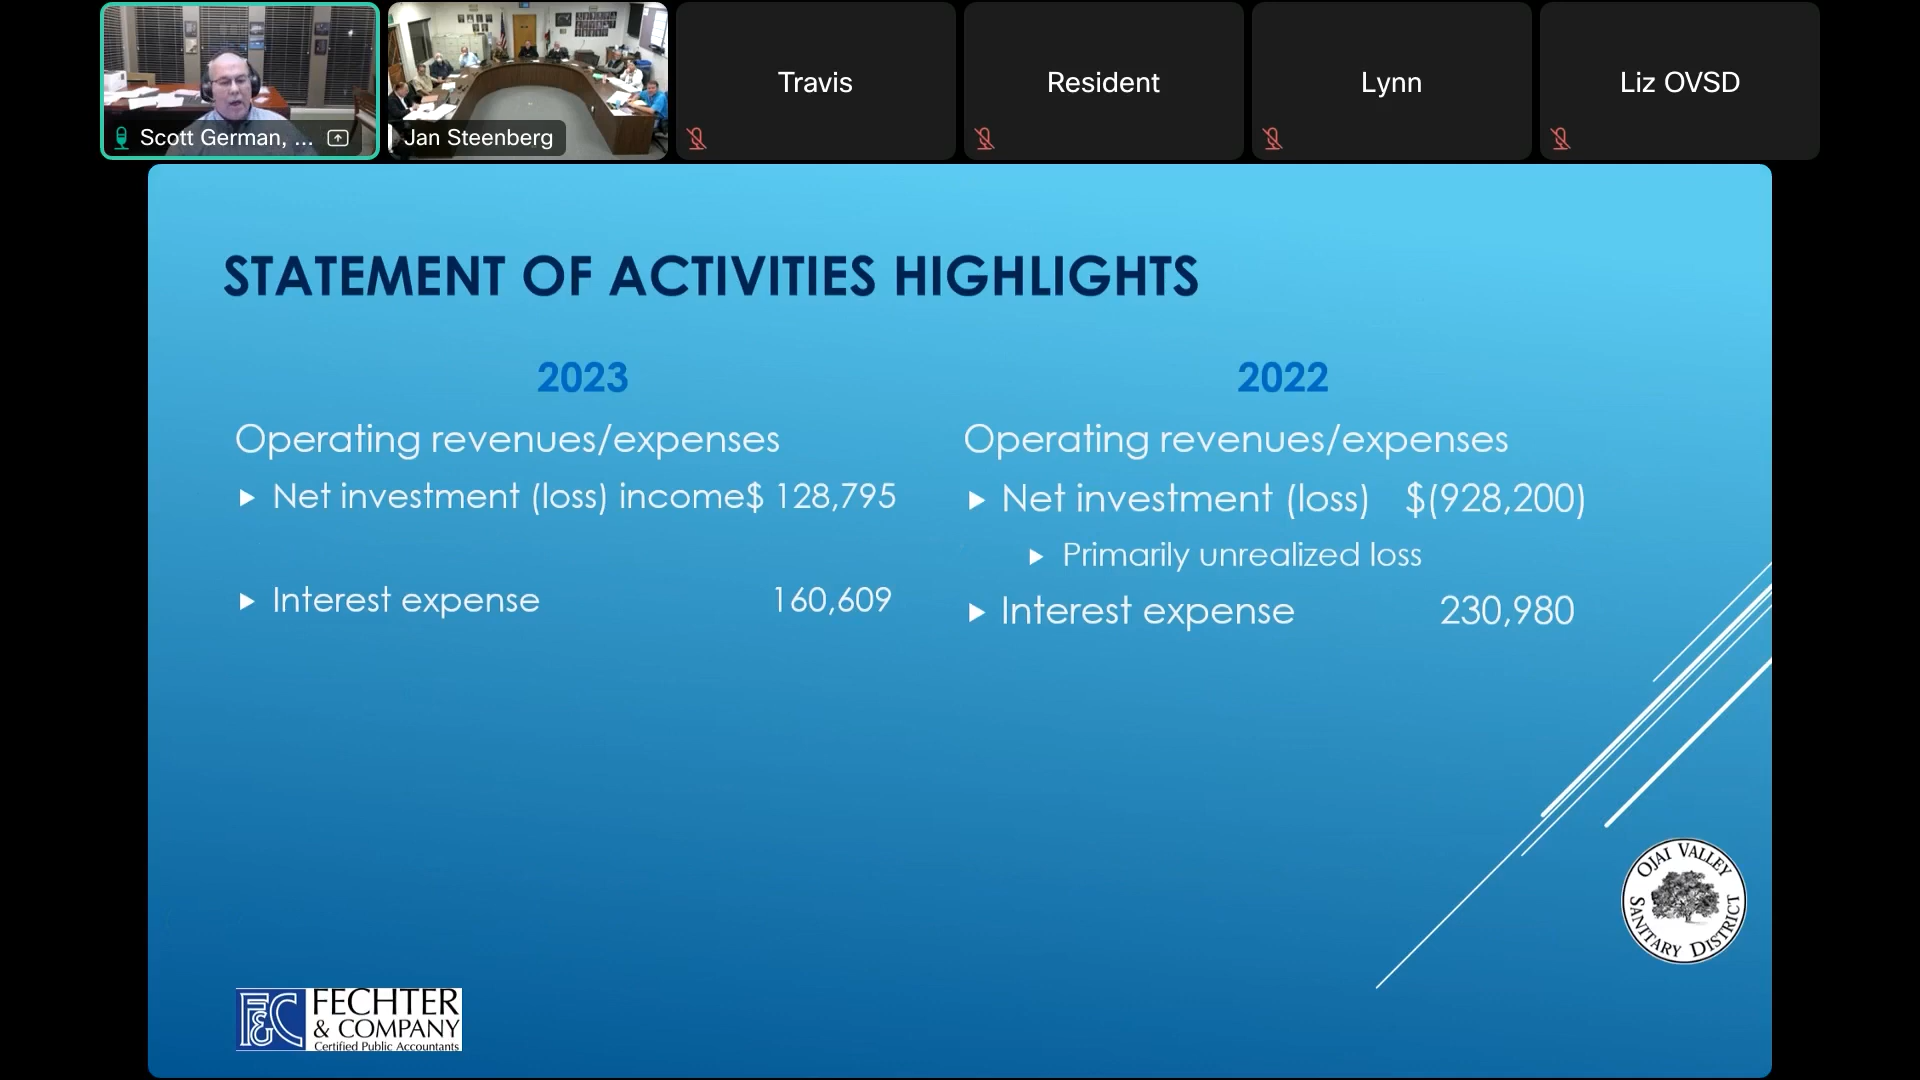 Scott German, ...
Jan Steenberg
Travis
Resident
Lynn
Liz OVSD
STATEMENT OF ACTIVITIES HIGHLIGHTS
2023
Operating revenues/expenses
Net investment (loss) income$ 128,795
Interest expense 160,609
2022
Operating revenues/expenses
Net investment (loss) $(928,200)
Primarily unrealized loss
Interest expense 230,980
OJAI VALLEY
SANITARY DISTRICT
F&C
FECHTER
& COMPANY
Certified Public Accountants